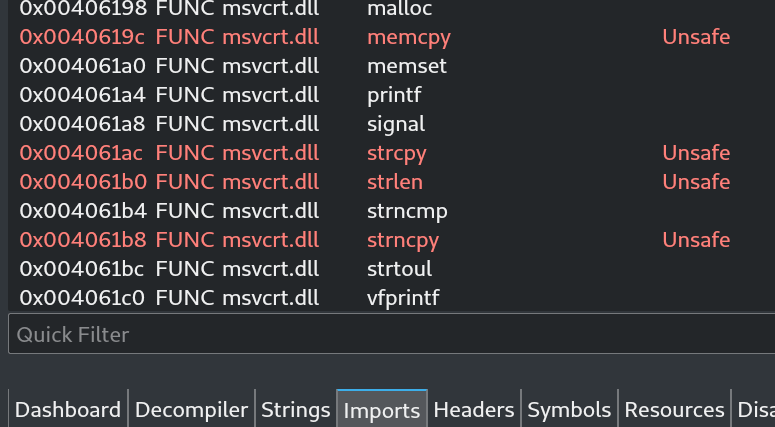 0x00406198 FUNC msvcrt.dll malloc
0x0040619c FUNC msvcrt.dll memcpy Unsafe
0x004061a0 FUNC msvcrt.dll memset
0x004061a4 FUNC msvcrt.dll printf
0x004061a8 FUNC msvcrt.dll signal
0x004061ac FUNC msvcrt.dll strcpy Unsafe
0x004061b0 FUNC msvcrt.dll strlen Unsafe
0x004061b4 FUNC msvcrt.dll strncmp
0x004061b8 FUNC msvcrt.dll strncpy Unsafe
0x004061bc FUNC msvcrt.dll strtoul
0x004061c0 FUNC msvcrt.dll vfprintf
Quick Filter
Dashboard Decompiler Strings Imports Headers Symbols Resources Disa